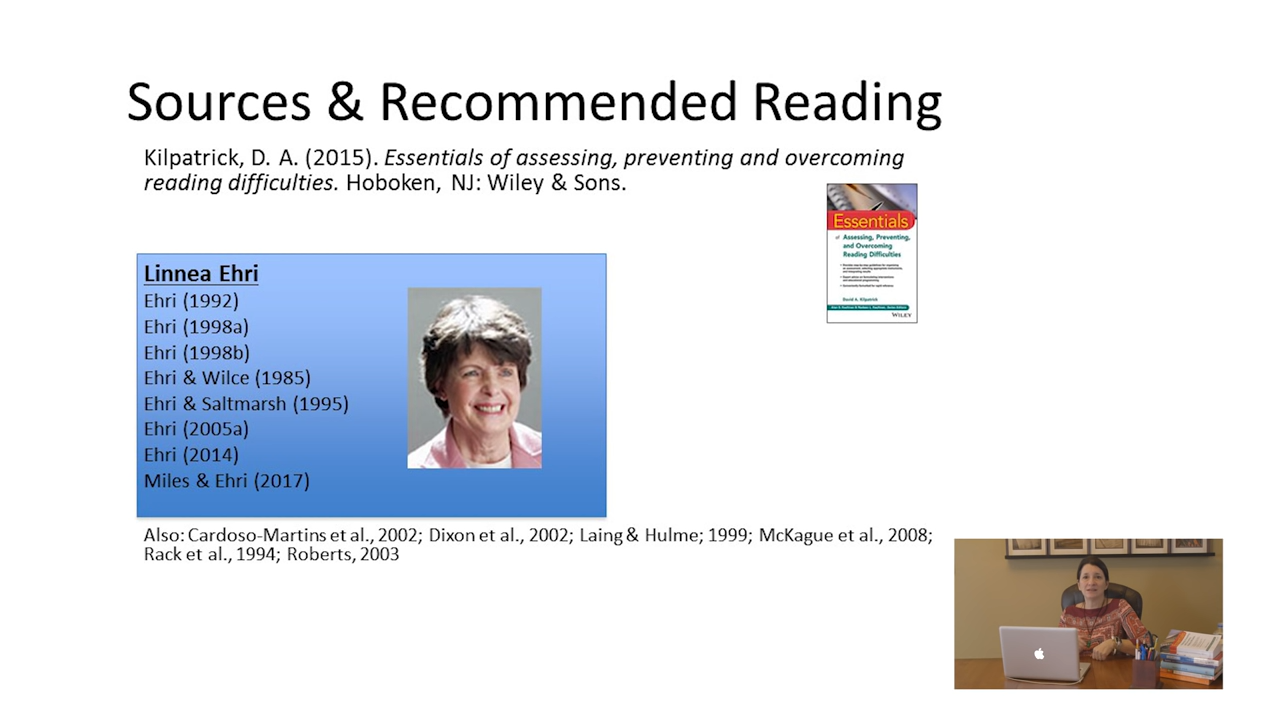 Sources & Recommended Reading
Kilpatrick, D. A. (2015). Essentials of assessing, preventing and overcoming
reading difficulties. Hoboken, NJ: Wiley & Sons.
Essentials
of Assessing, Preventing,
and Overcoming
Reading Difficulties
David A. Kilpatrick
WILEY
Linnea Ehri
Ehri (1992)
Ehri (1998a)
Ehri (1998b)
Ehri & Wilce (1985)
Ehri & Saltmarsh (1995)
Ehri (2005a)
Ehri (2014)
Miles & Ehri (2017)
Also: Cardoso-Martins et al., 2002; Dixon et al., 2002; Laing & Hulme; 1999; McKague et al., 2008;
Rack et al., 1994; Roberts, 2003